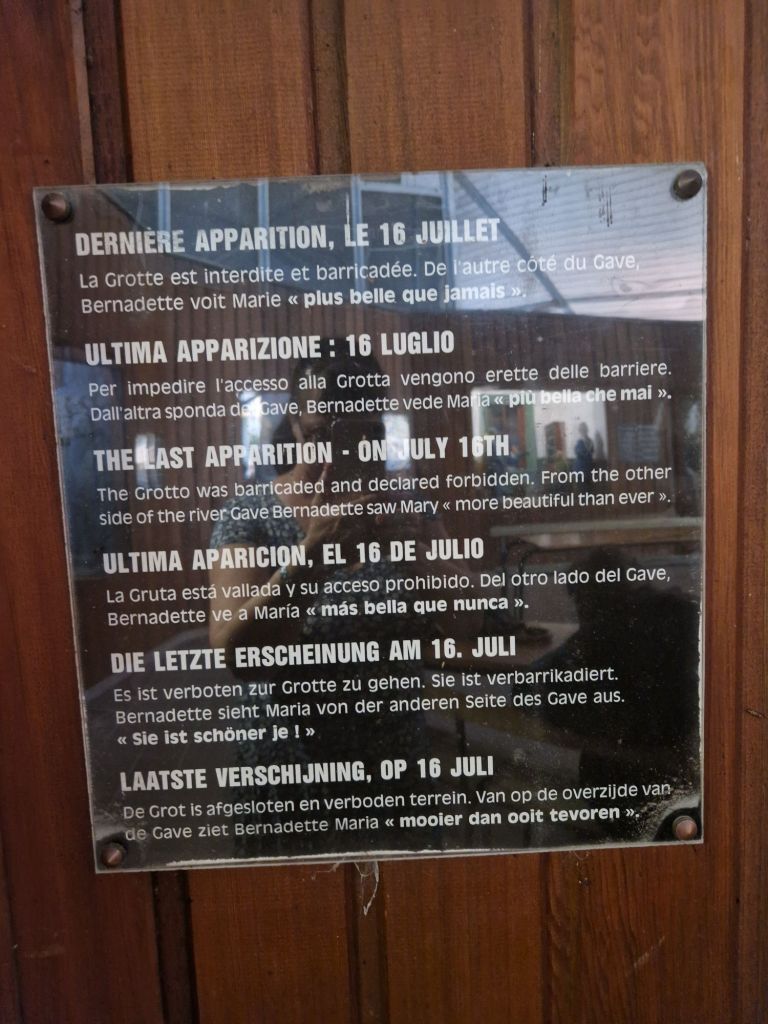 DERNIÈRE APPARITION, LE 16 JUILLET
La Grotte est interdite et barricadée. De l'autre côté du Gave,
Bernadette voit Marie « plus belle que jamais ».
ULTIMA APPARIZIONE : 16 LUGLIO
Per impedire l'accesso alla Grotta vengono erette delle barriere.
Dall'altra sponda del Gave, Bernadette vede Maria « più bella che mai ».
THE LAST APPARITION - ON JULY 16TH
The Grotto was barricaded and declared forbidden. From the other
side of the river Gave Bernadette saw Mary « more beautiful than ever ».
ULTIMA APARICION, EL 16 DE JULIO
La Gruta está vallada y su acceso prohibido. Del otro lado del Gave,
Bernadette ve a María « más bella que nunca ».
DIE LETZTE ERSCHEINUNG AM 16. JULI
Es ist verboten zur Grotte zu gehen. Sie ist verbarrikadiert.
Bernadette sieht Maria von der anderen Seite des Gave aus.
« Sie ist schöner je ! »
LAATSTE VERSCHIJNING, OP 16 JULI
De Grot is afgesloten en verboden terrein. Van op de overzijde van
de Gave ziet Bernadette Maria « mooier dan ooit tevoren ».